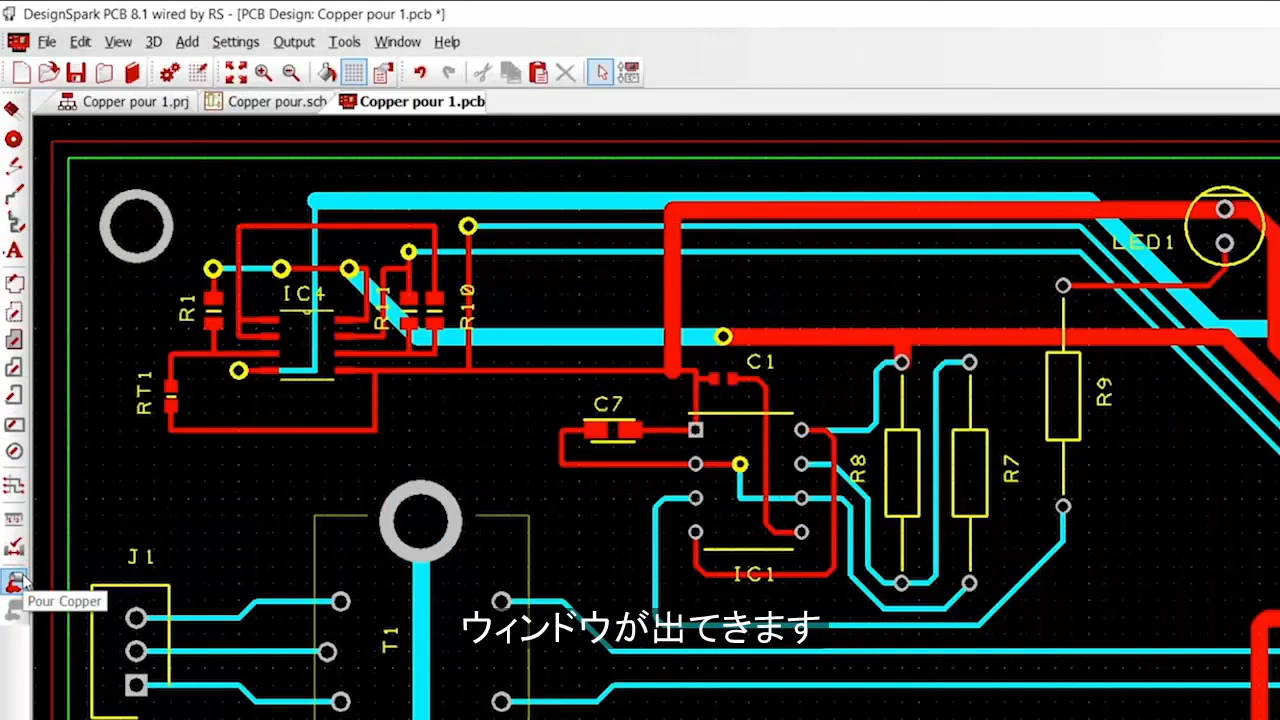 DesignSpark PCB 8.1 wired by RS - [PCB Design: Copper pour 1.pcb *]
File Edit View 3D Add Settings Output Tools Window Help
Copper pour 1.prj Copper pour.sch Copper pour 1.pcb
LED1
IC4
R1
R11
R10
C1
RT1
R9
C7
R8
R7
J1
IC1
Pour Copper
T1
ウィンドウが出てきます